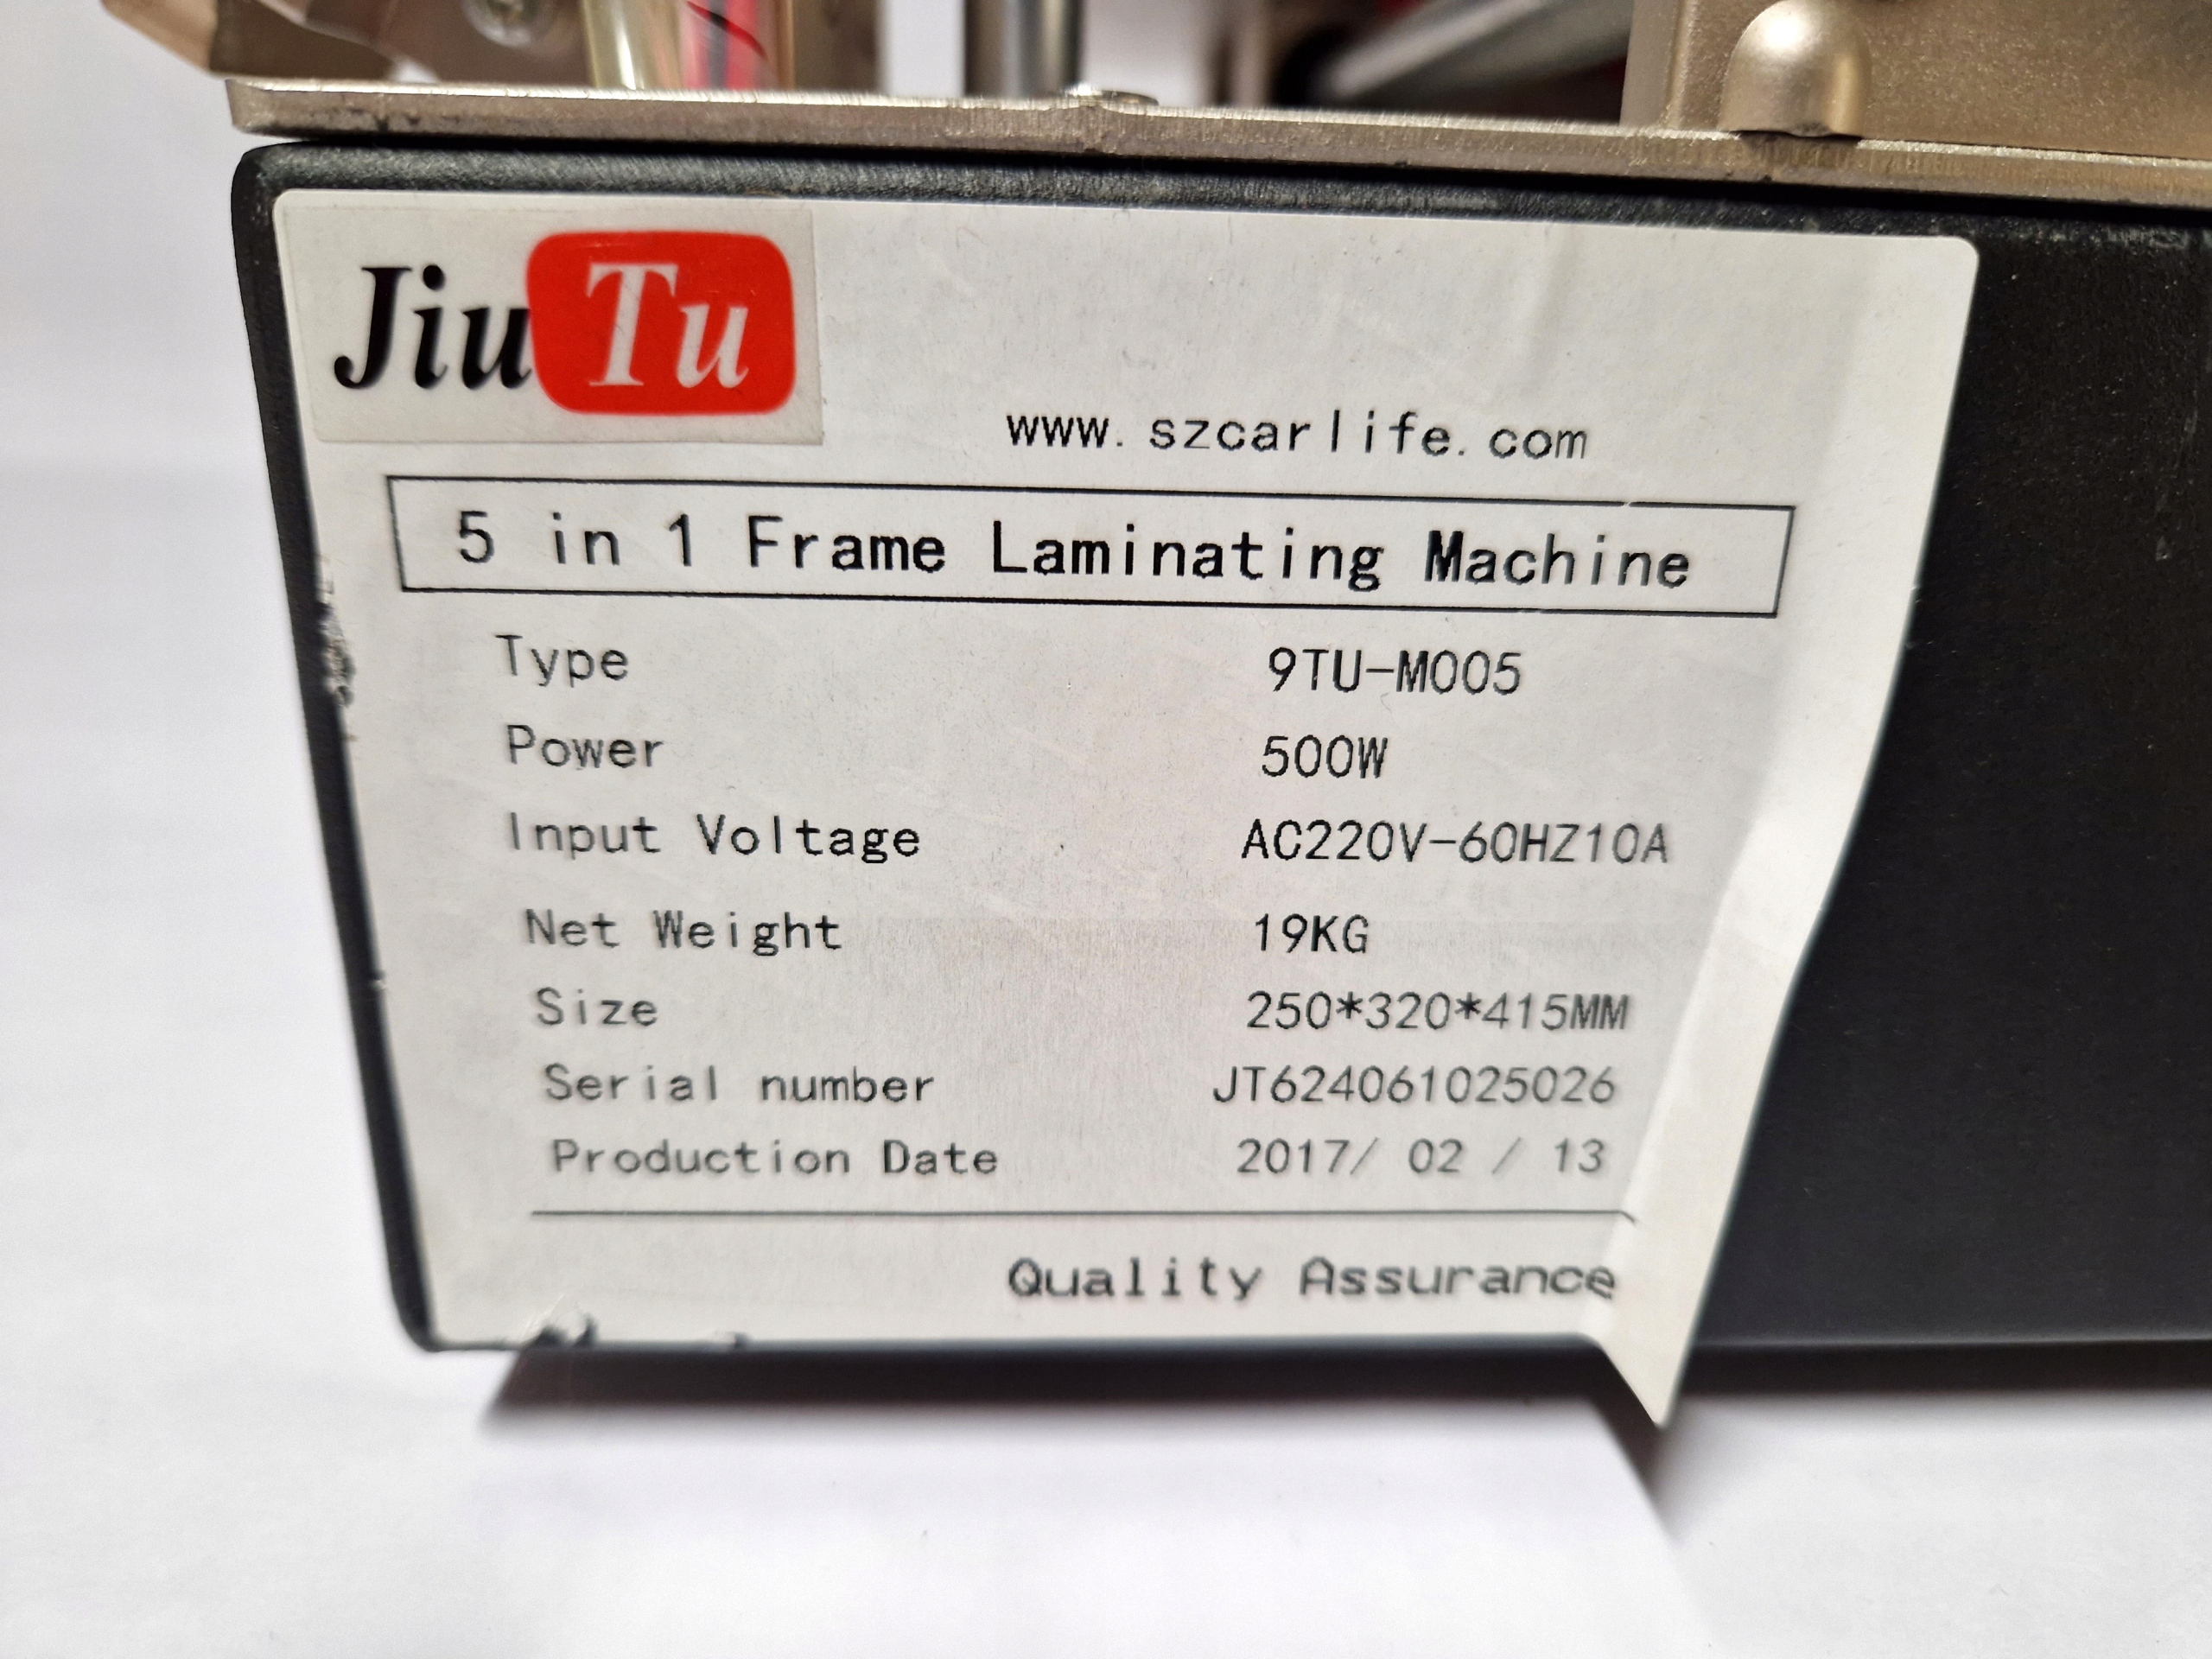 JiuTu
www.szcarlife.com
5 in 1 Frame Laminating Machine
Type 9TU-M005
Power 500W
Input Voltage AC220V-60HZ10A
Net Weight 19KG
Size 250*320*415MM
Serial number JT624061025026
Production Date 2017/ 02 / 13
Quality Assurance